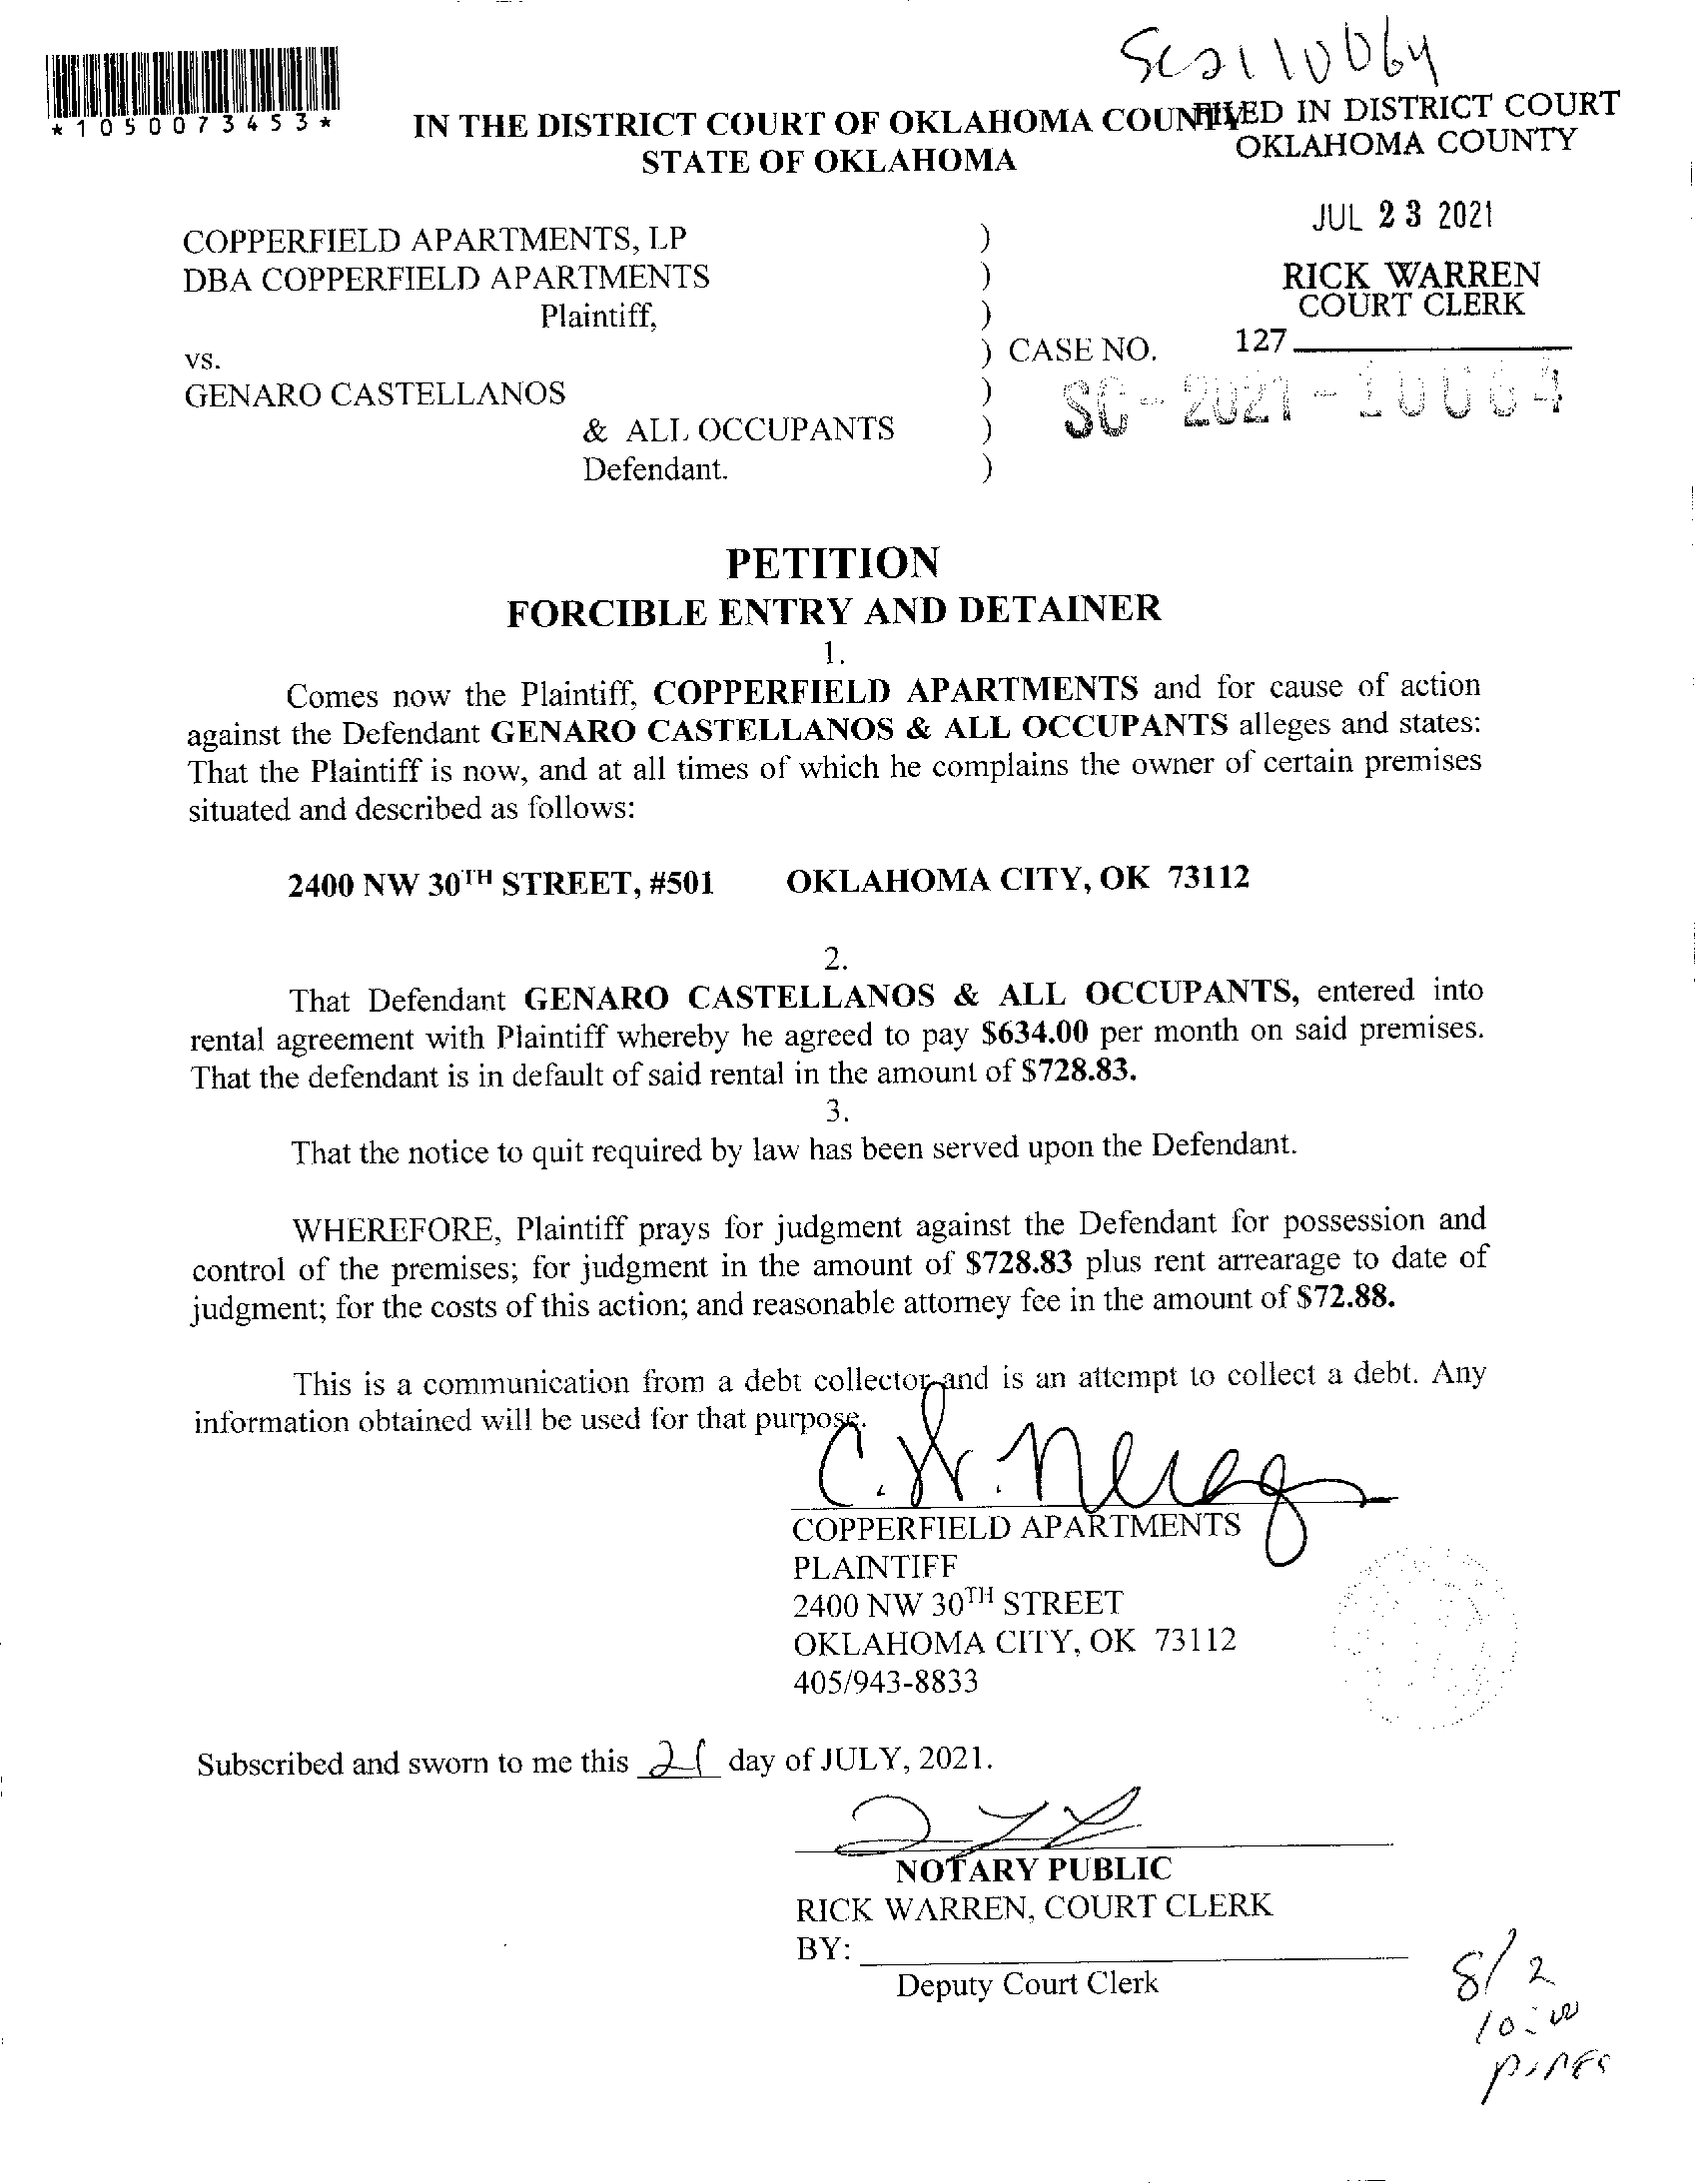 SC2110064
*1050073453*
IN THE DISTRICT COURT OF OKLAHOMA COUNTY
STATE OF OKLAHOMA
FILED IN DISTRICT COURT
OKLAHOMA COUNTY
JUL 23 2021
RICK WARREN
COURT CLERK
127
COPPERFIELD APARTMENTS, LP )
DBA COPPERFIELD APARTMENTS )
Plaintiff, )
vs. ) CASE NO.
GENARO CASTELLANOS ) SC-2021-10064
& ALL OCCUPANTS )
Defendant. )
PETITION
FORCIBLE ENTRY AND DETAINER
1.
Comes now the Plaintiff, COPPERFIELD APARTMENTS and for cause of action
against the Defendant GENARO CASTELLANOS & ALL OCCUPANTS alleges and states:
That the Plaintiff is now, and at all times of which he complains the owner of certain premises
situated and described as follows:
2400 NW 30TH STREET, #501 OKLAHOMA CITY, OK 73112
2.
That Defendant GENARO CASTELLANOS & ALL OCCUPANTS, entered into
rental agreement with Plaintiff whereby he agreed to pay $634.00 per month on said premises.
That the defendant is in default of said rental in the amount of $728.83.
3.
That the notice to quit required by law has been served upon the Defendant.
WHEREFORE, Plaintiff prays for judgment against the Defendant for possession and
control of the premises; for judgment in the amount of $728.83 plus rent arrearage to date of
judgment; for the costs of this action; and reasonable attorney fee in the amount of $72.88.
This is a communication from a debt collector and is an attempt to collect a debt. Any
information obtained will be used for that purpose.
COPPERFIELD APARTMENTS
PLAINTIFF
2400 NW 30TH STREET
OKLAHOMA CITY, OK 73112
405/943-8833
Subscribed and sworn to me this 21 day of JULY, 2021.
NOTARY PUBLIC
RICK WARREN, COURT CLERK
BY:
Deputy Court Clerk
8/2
10:00